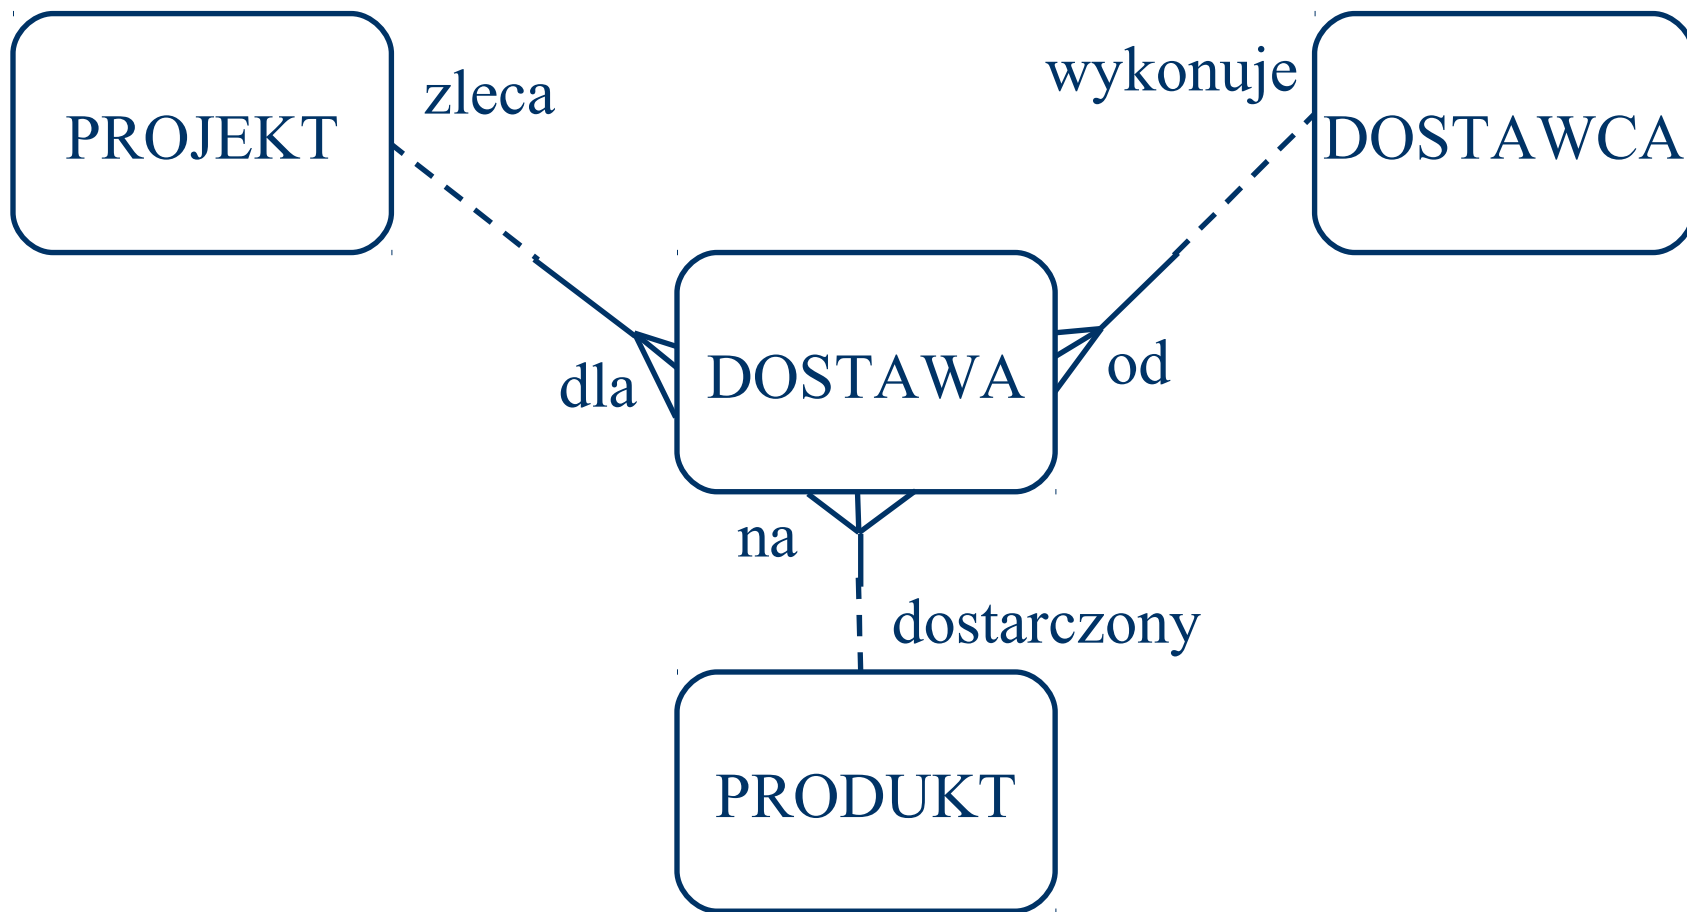 PROJEKT
zleca
wykonuje
DOSTAWCA
dla
DOSTAWA
od
na
dostarczony
PRODUKT